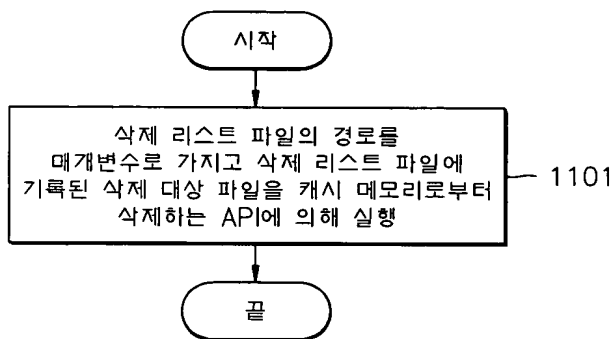 시작
삭제 리스트 파일의 경로를
매개변수로 가지고 삭제 리스트 파일에
기록된 삭제 대상 파일을 캐시 메모리로부터
삭제하는 API에 의해 실행
1101
끝